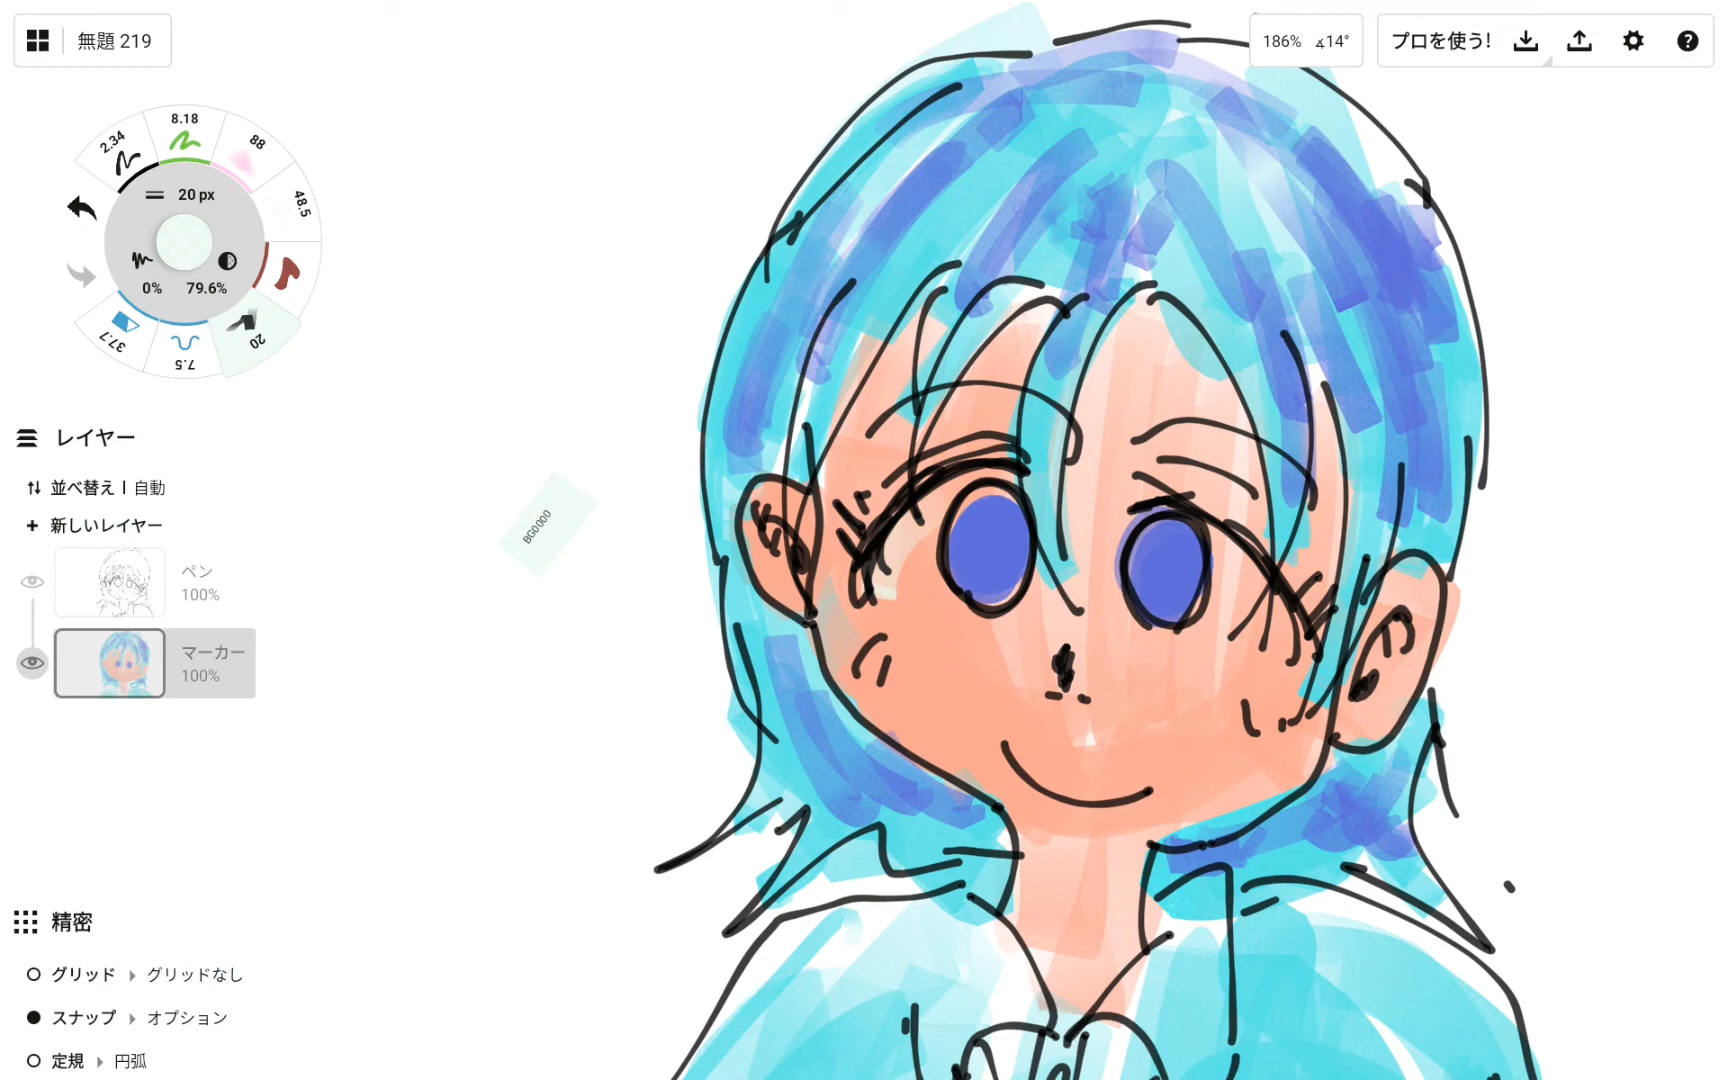 無題 219
186% ∡14°
プロを使う!
2.34
8.18
88
48.5
20 px
0%
79.6%
37.7
7.5
20
レイヤー
並べ替え | 自動
新しいレイヤー
ペン
100%
マーカー
100%
BG0000
精密
グリッド ▸ グリッドなし
スナップ ▸ オプション
定規 ▸ 円弧